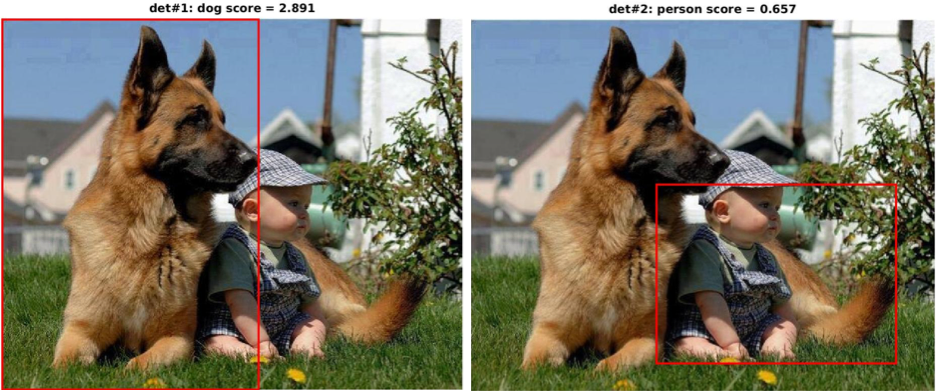 det#1: dog score = 2.891
det#2: person score = 0.657